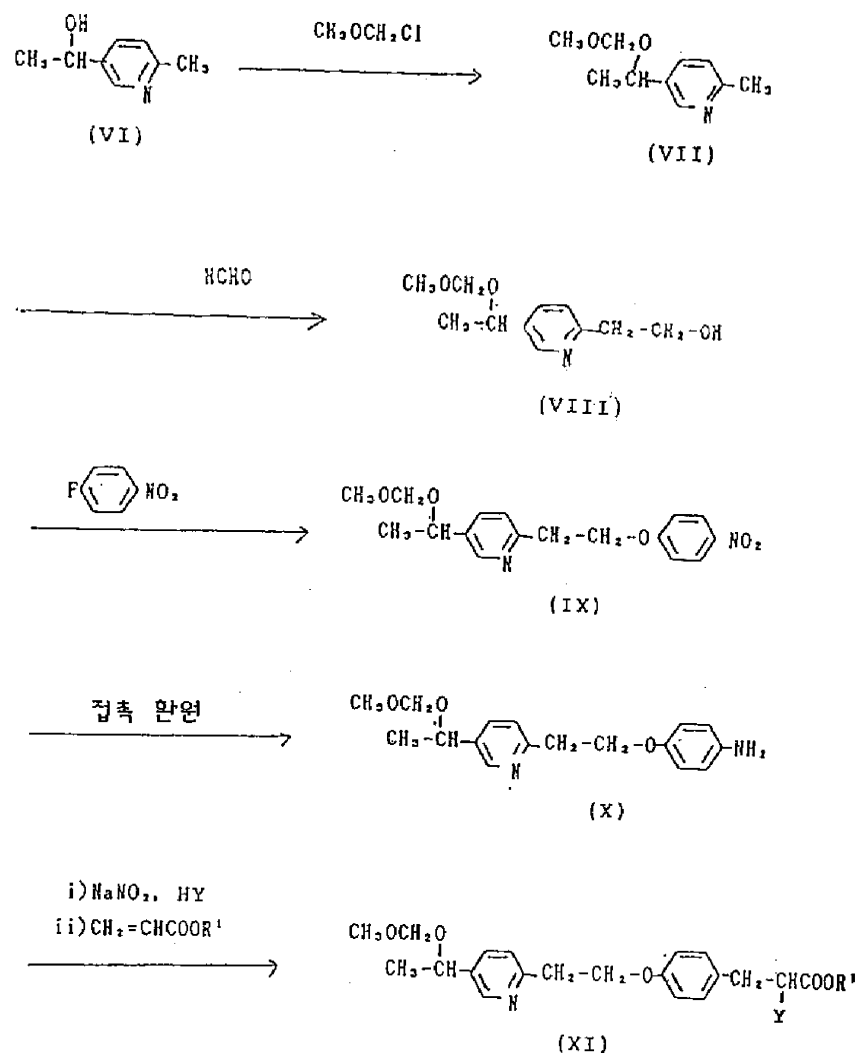 OH
CH₃-CH
CH₃
N
(VI)
CH₃OCH₂Cl
CH₃OCH₂O
CH₃CH
CH₃
N
(VII)
HCHO
CH₃OCH₂O
CH₃-CH
CH₂-CH₂-OH
N
(VIII)
F NO₂
CH₃OCH₂O
CH₃-CH
CH₂-CH₂-O
NO₂
N
(IX)
접촉 환원
CH₃OCH₂O
CH₃-CH
CH₂-CH₂-O
NH₂
N
(X)
i)NaNO₂, HY
ii)CH₂=CHCOOR¹
CH₃OCH₂O
CH₃-CH
CH₂-CH₂-O
CH₂-CHCOOR¹
N
Y
(XI)